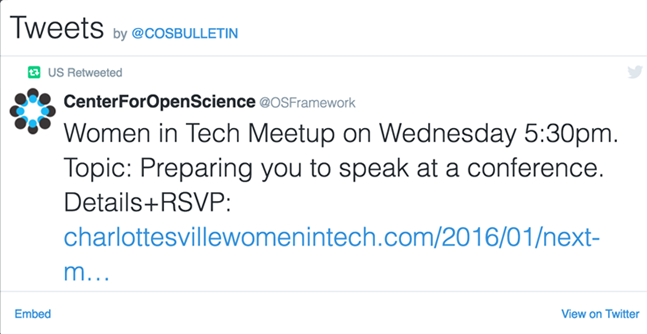 Tweets by @COSBULLETIN
US Retweeted
CenterForOpenScience @OSFramework
Women in Tech Meetup on Wednesday 5:30pm.
Topic: Preparing you to speak at a conference.
Details+RSVP:
charlottesvillewomenintech.com/2016/01/next-
m…
Embed View on Twitter